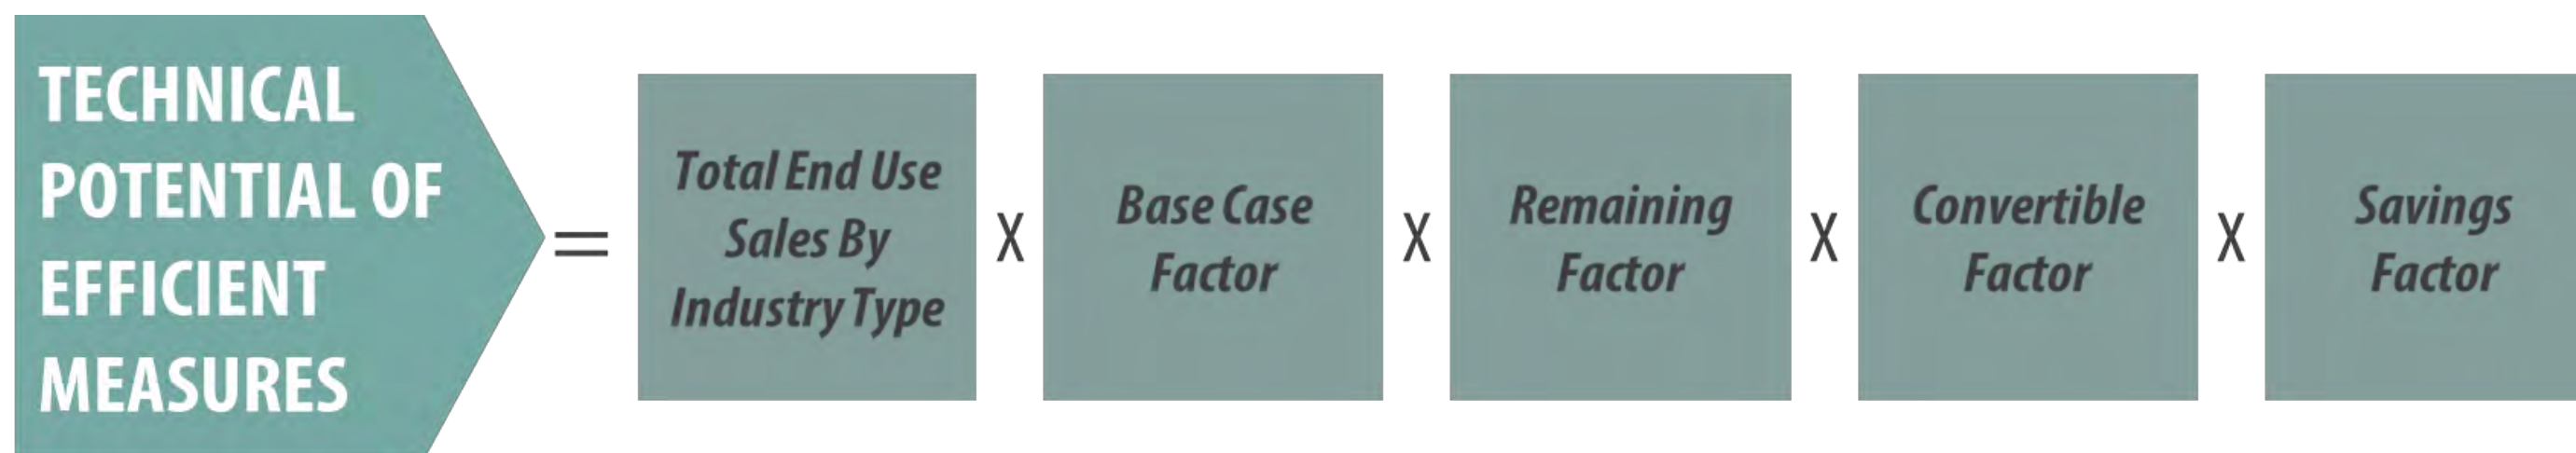 TECHNICAL
POTENTIAL OF
EFFICIENT
MEASURES
=
Total End Use
Sales By
Industry Type
X
Base Case
Factor
X
Remaining
Factor
X
Convertible
Factor
X
Savings
Factor